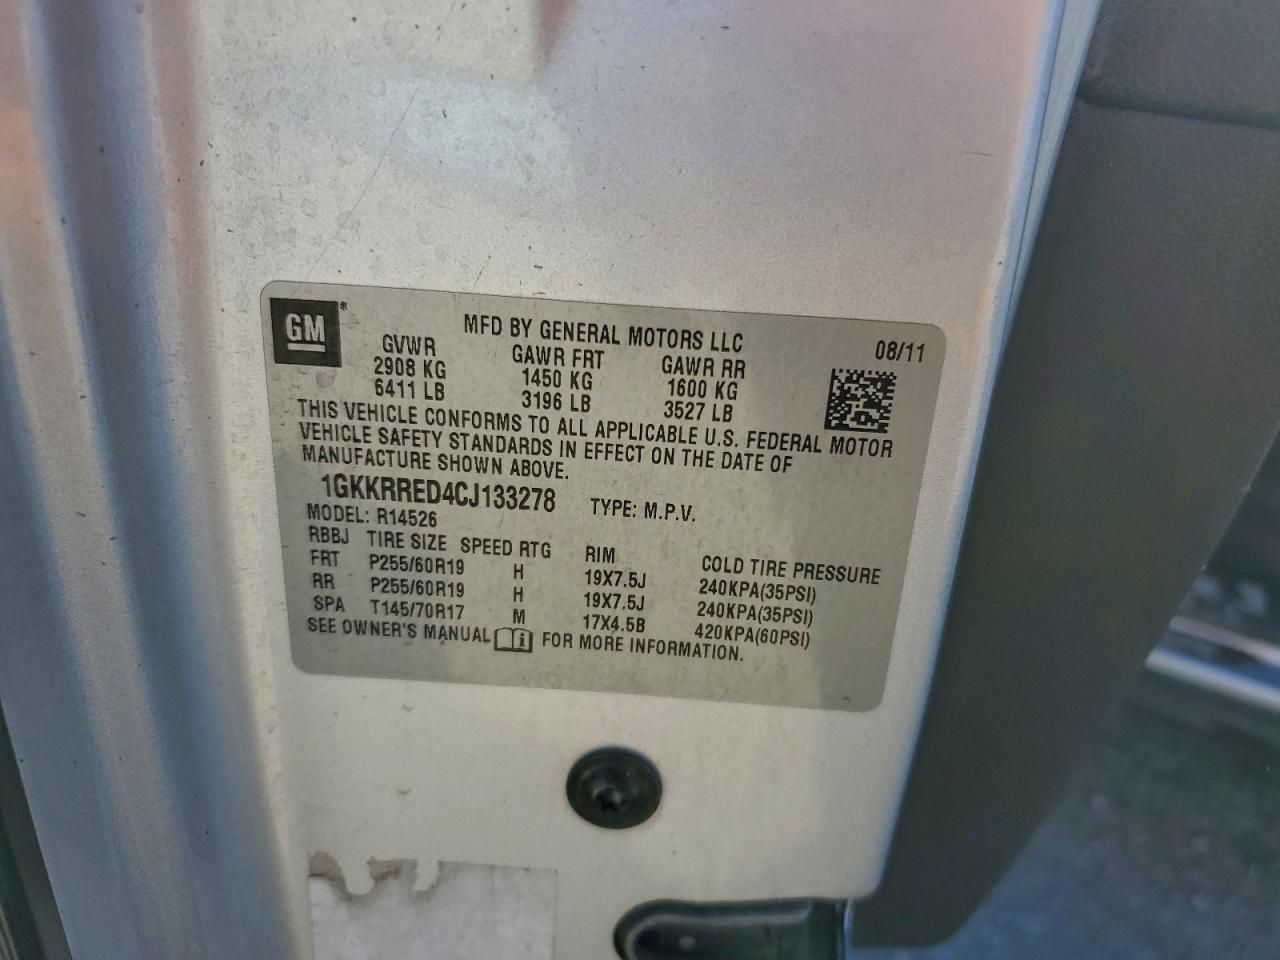 GM®
MFD BY GENERAL MOTORS LLC 08/11
GVWR GAWR FRT GAWR RR
2908 KG 1450 KG 1600 KG
6411 LB 3196 LB 3527 LB
THIS VEHICLE CONFORMS TO ALL APPLICABLE U.S. FEDERAL MOTOR
VEHICLE SAFETY STANDARDS IN EFFECT ON THE DATE OF
MANUFACTURE SHOWN ABOVE.
1GKKRRED4CJ133278 TYPE: M.P.V.
MODEL: R14526
RBBJ TIRE SIZE SPEED RTG RIM COLD TIRE PRESSURE
FRT P255/60R19 H 19X7.5J 240KPA(35PSI)
RR P255/60R19 H 19X7.5J 240KPA(35PSI)
SPA T145/70R17 M 17X4.5B 420KPA(60PSI)
SEE OWNER'S MANUAL FOR MORE INFORMATION.